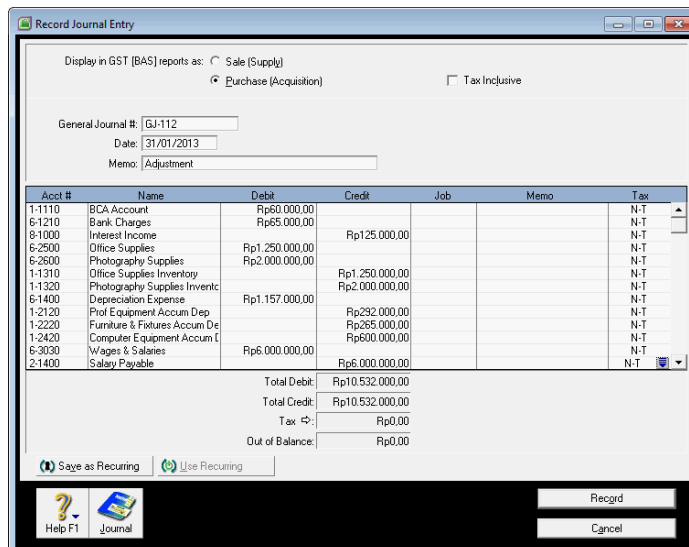 Record Journal Entry
Display in GST [BAS] reports as: Sale (Supply)
Purchase (Acquisition) Tax Inclusive
General Journal #: GJ-112
Date: 31/01/2013
Memo: Adjustment
Acct # Name Debit Credit Job Memo Tax
1-1110 BCA Account Rp60.000,00 N-T
6-1210 Bank Charges Rp65.000,00 N-T
8-1000 Interest Income Rp125.000,00 N-T
6-2500 Office Supplies Rp1.250.000,00 N-T
6-2600 Photography Supplies Rp2.000.000,00 N-T
1-1310 Office Supplies Inventory Rp1.250.000,00 N-T
1-1320 Photography Supplies Invento Rp2.000.000,00 N-T
6-1400 Depreciation Expense Rp1.157.000,00 N-T
1-2120 Prof Equipment Accum Dep Rp292.000,00 N-T
1-2220 Furniture & Fixtures Accum De Rp265.000,00 N-T
1-2420 Computer Equipment Accum D Rp600.000,00 N-T
6-3030 Wages & Salaries Rp6.000.000,00 N-T
2-1400 Salary Payable Rp6.000.000,00 N-T
Total Debit: Rp10.532.000,00
Total Credit: Rp10.532.000,00
Tax ⇨: Rp0,00
Out of Balance: Rp0,00
Save as Recurring Use Recurring
Help F1 Journal Record
Cancel